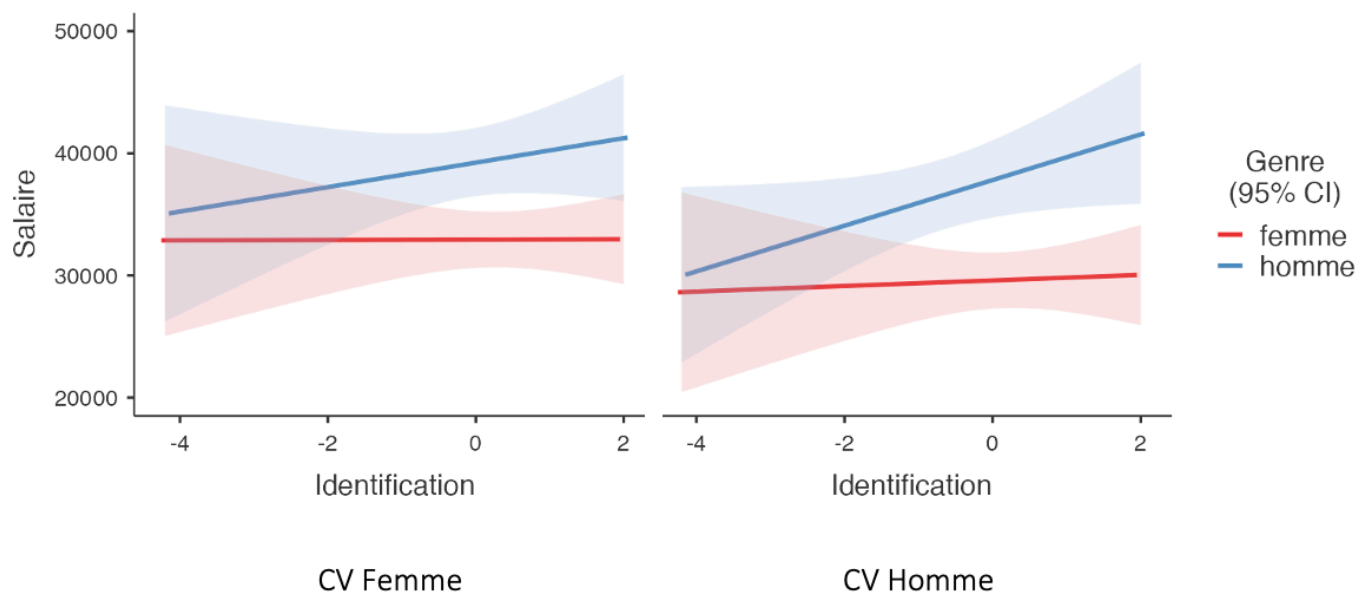 Salaire
50000
40000
30000
20000
-4 -2 0 2
-4 -2 0 2
Identification
Identification
Genre
(95% CI)
femme
homme
CV Femme
CV Homme